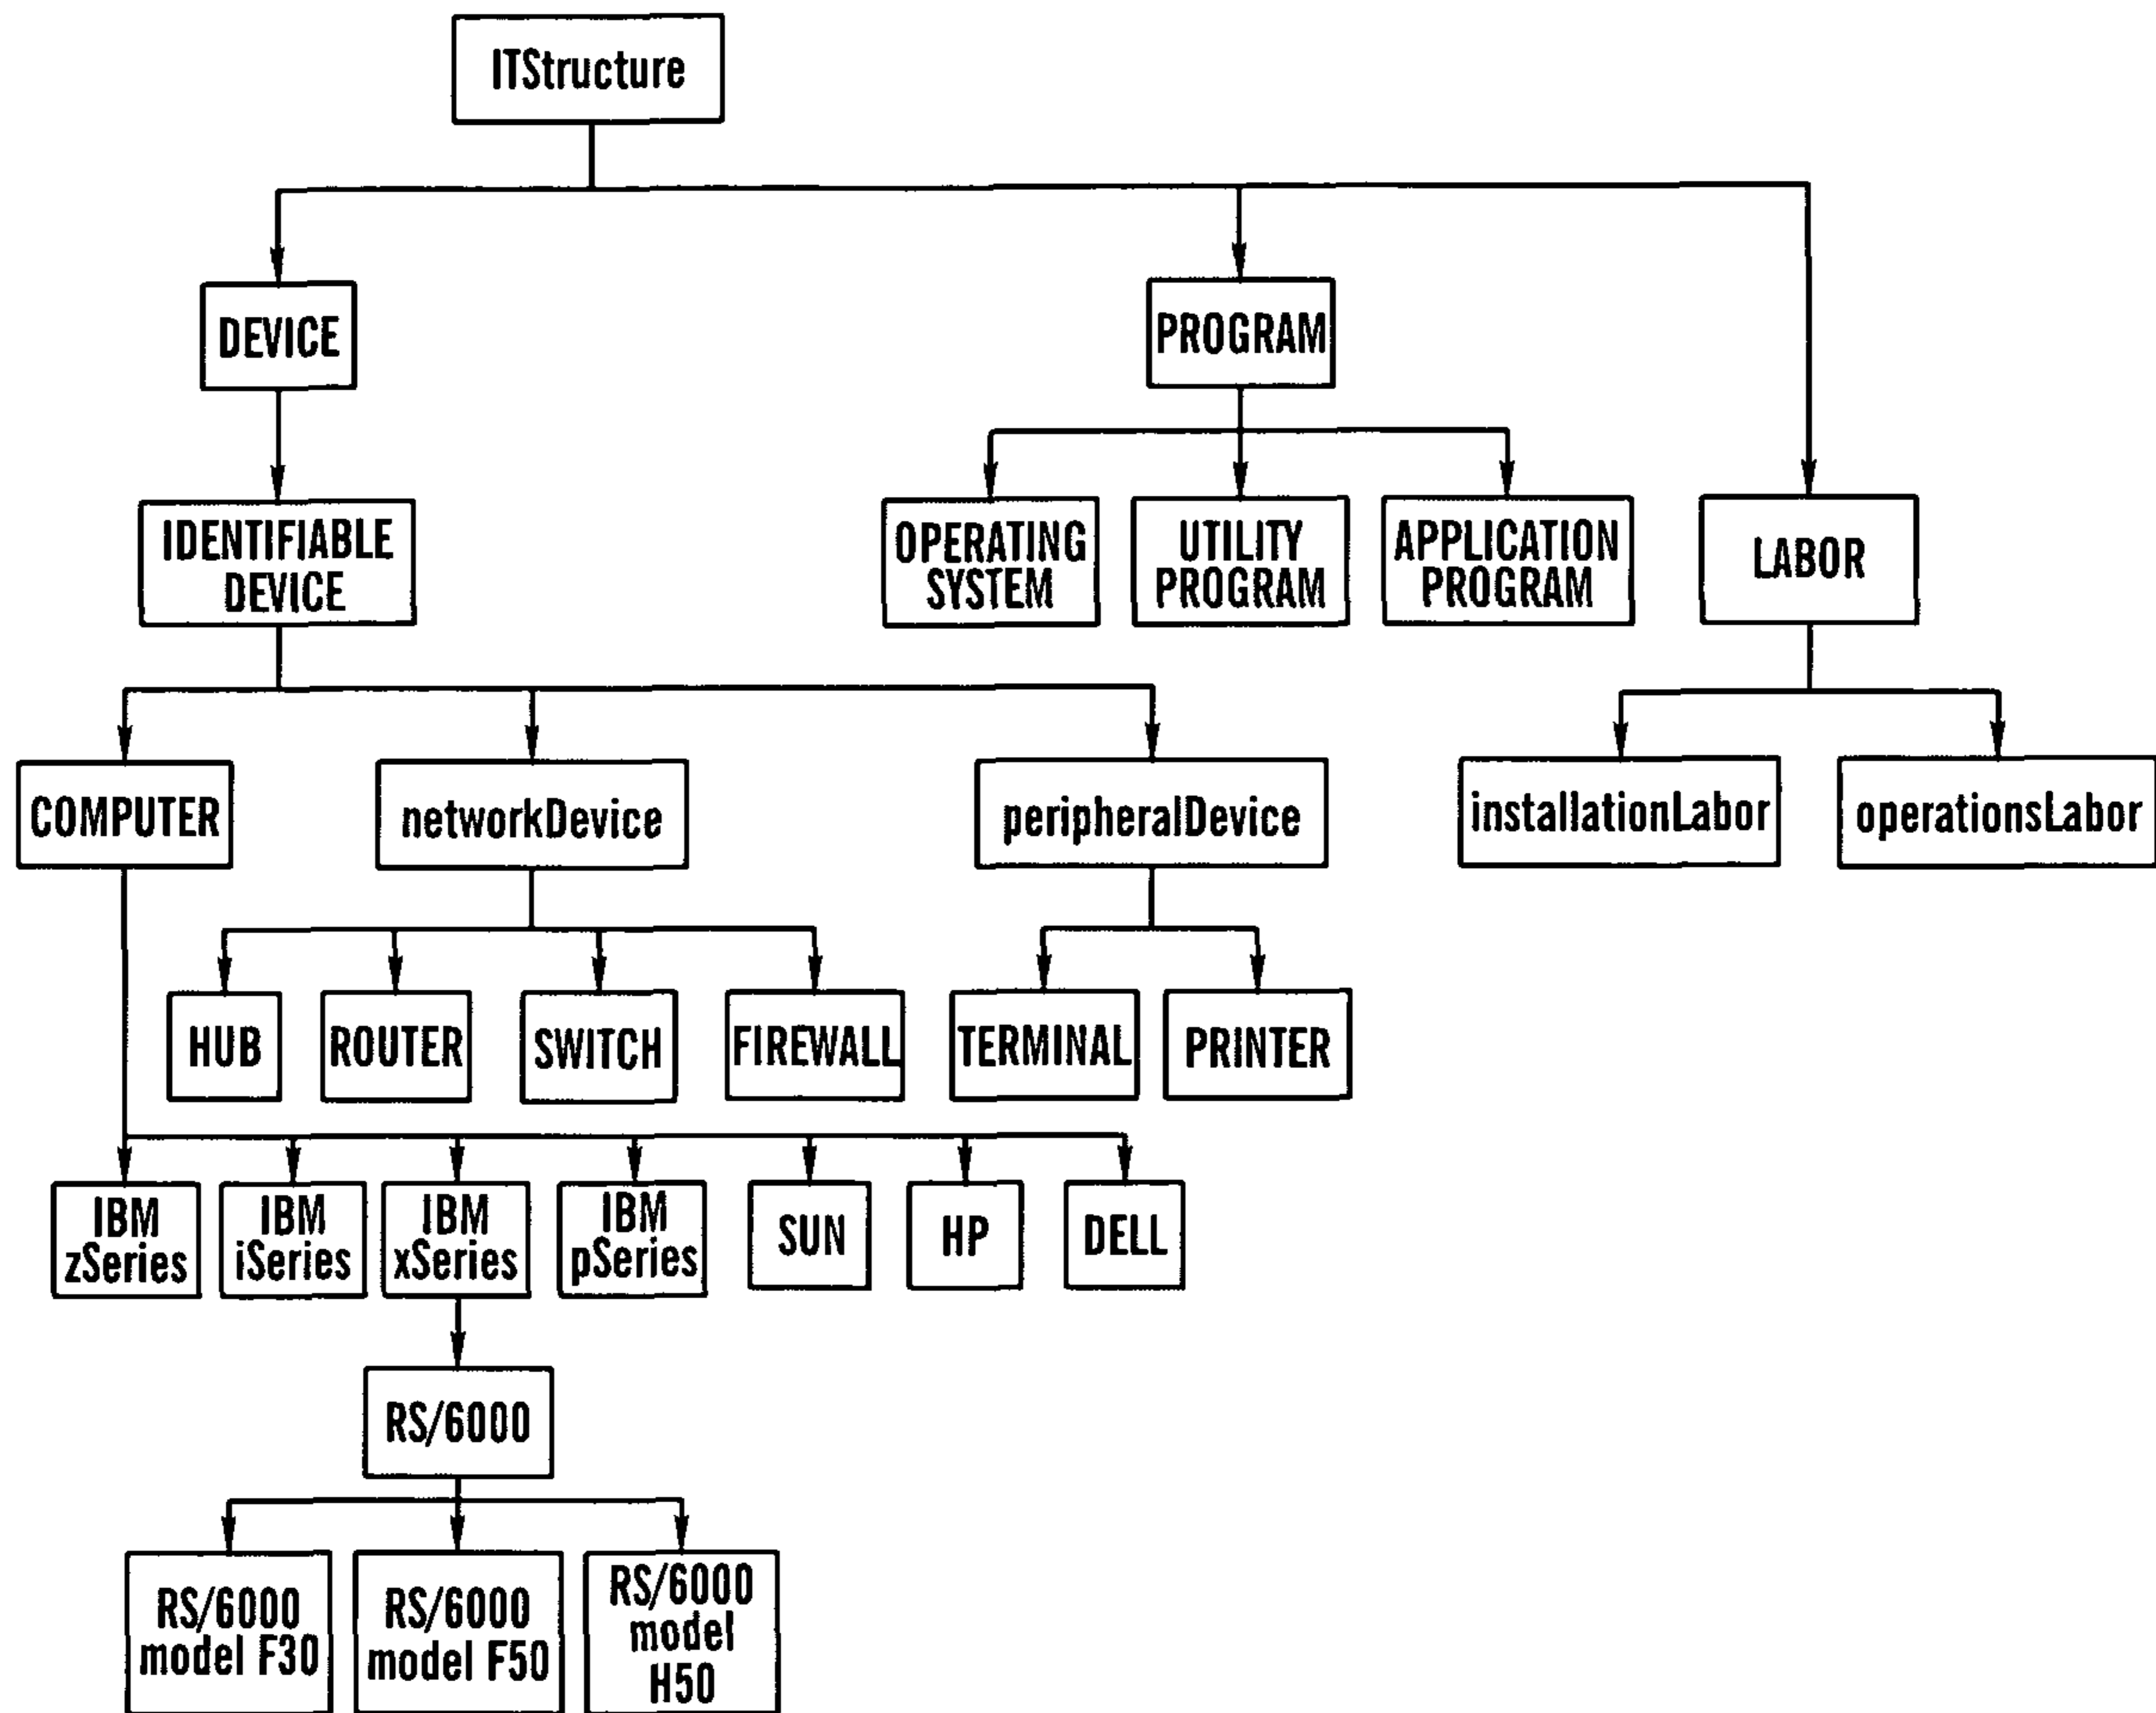 ITStructure
DEVICE
PROGRAM
IDENTIFIABLE
DEVICE
OPERATING
SYSTEM
UTILITY
PROGRAM
APPLICATION
PROGRAM
LABOR
COMPUTER
networkDevice
peripheralDevice
installationLabor
operationsLabor
HUB
ROUTER
SWITCH
FIREWALL
TERMINAL
PRINTER
IBM
zSeries
IBM
iSeries
IBM
xSeries
IBM
pSeries
SUN
HP
DELL
RS/6000
RS/6000
model F30
RS/6000
model F50
RS/6000
model
H50